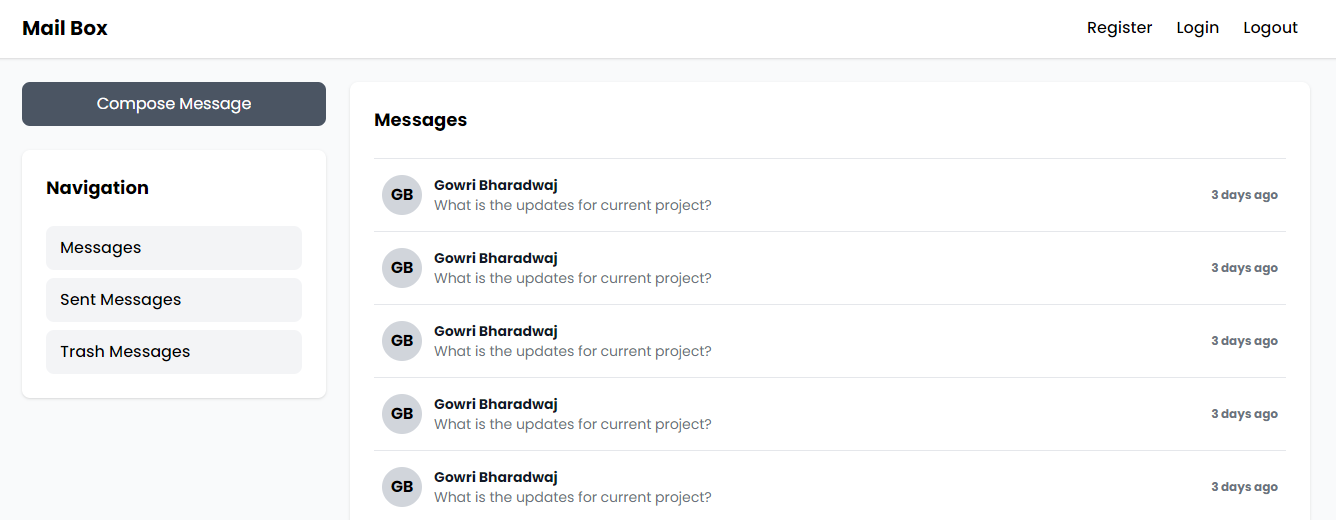 Mail Box
Register Login Logout
Compose Message
Navigation
Messages
Sent Messages
Trash Messages
Messages
GB
Gowri Bharadwaj
What is the updates for current project?
3 days ago
GB
Gowri Bharadwaj
What is the updates for current project?
3 days ago
GB
Gowri Bharadwaj
What is the updates for current project?
3 days ago
GB
Gowri Bharadwaj
What is the updates for current project?
3 days ago
GB
Gowri Bharadwaj
What is the updates for current project?
3 days ago